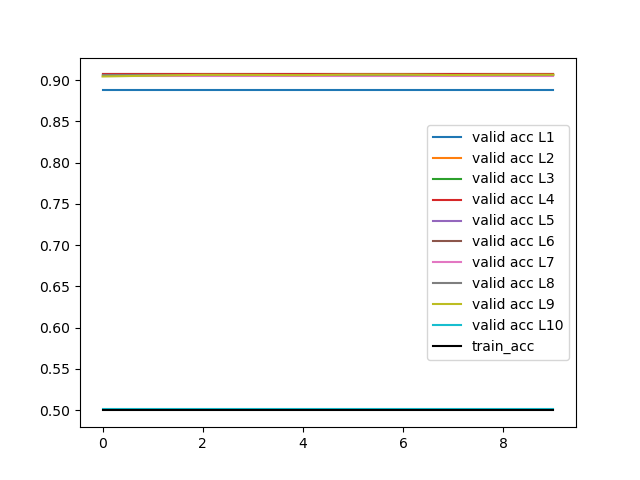 0.90
0.85
0.80
0.75
0.70
0.65
0.60
0.55
0.50
0
2
4
6
8
valid acc L1
valid acc L2
valid acc L3
valid acc L4
valid acc L5
valid acc L6
valid acc L7
valid acc L8
valid acc L9
valid acc L10
train_acc